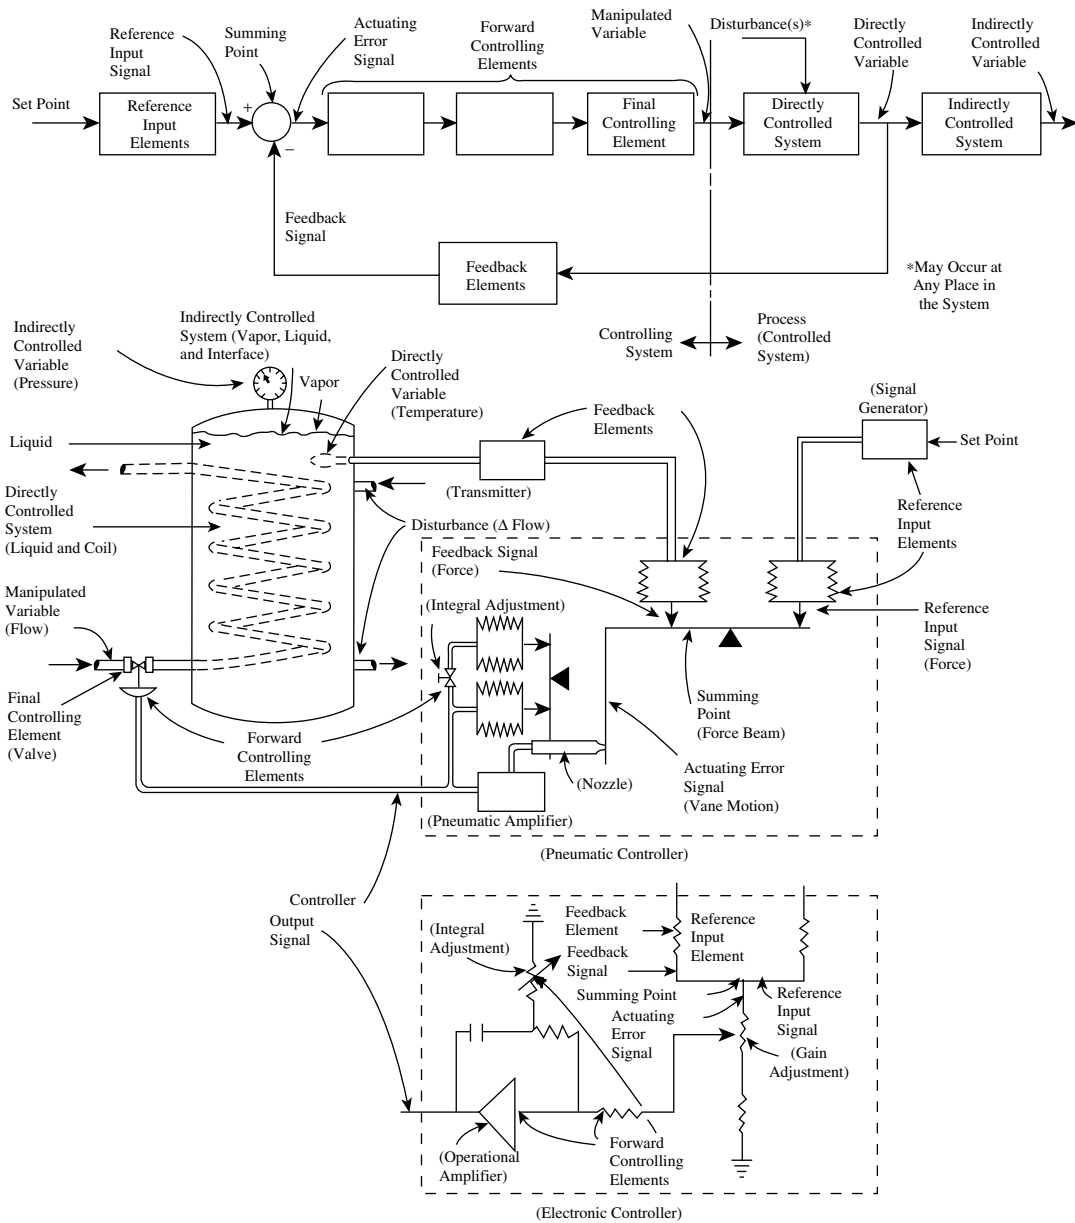 Reference
Input
Signal
Summing
Point
Actuating
Error
Signal
Forward
Controlling
Elements
Manipulated
Variable
Disturbance(s)*
Directly
Controlled
Variable
Indirectly
Controlled
Variable
Set Point
Reference
Input
Elements
+
−
Final
Controlling
Element
Directly
Controlled
System
Indirectly
Controlled
System
Feedback
Signal
Feedback
Elements
*May Occur at
Any Place in
the System
Controlling
System
Process
(Controlled
System)
Indirectly
Controlled
Variable
(Pressure)
Indirectly Controlled
System (Vapor, Liquid,
and Interface)
Vapor
Directly
Controlled
Variable
(Temperature)
Feedback
Elements
(Signal
Generator)
Set Point
Liquid
(Transmitter)
Reference
Input
Elements
Directly
Controlled
System
(Liquid and Coil)
Disturbance (Δ Flow)
Feedback Signal
(Force)
Manipulated
Variable
(Flow)
(Integral Adjustment)
Reference
Input
Signal
(Force)
Final
Controlling
Element
(Valve)
Forward
Controlling
Elements
Summing
Point
(Force Beam)
(Nozzle)
Actuating Error
Signal
(Vane Motion)
(Pneumatic Amplifier)
(Pneumatic Controller)
Controller
Output
Signal
(Integral
Adjustment)
Feedback
Element
Reference
Input
Element
Feedback
Signal
Summing Point
Actuating
Error
Signal
Reference
Input
Signal
(Gain
Adjustment)
(Operational
Amplifier)
Forward
Controlling
Elements
(Electronic Controller)